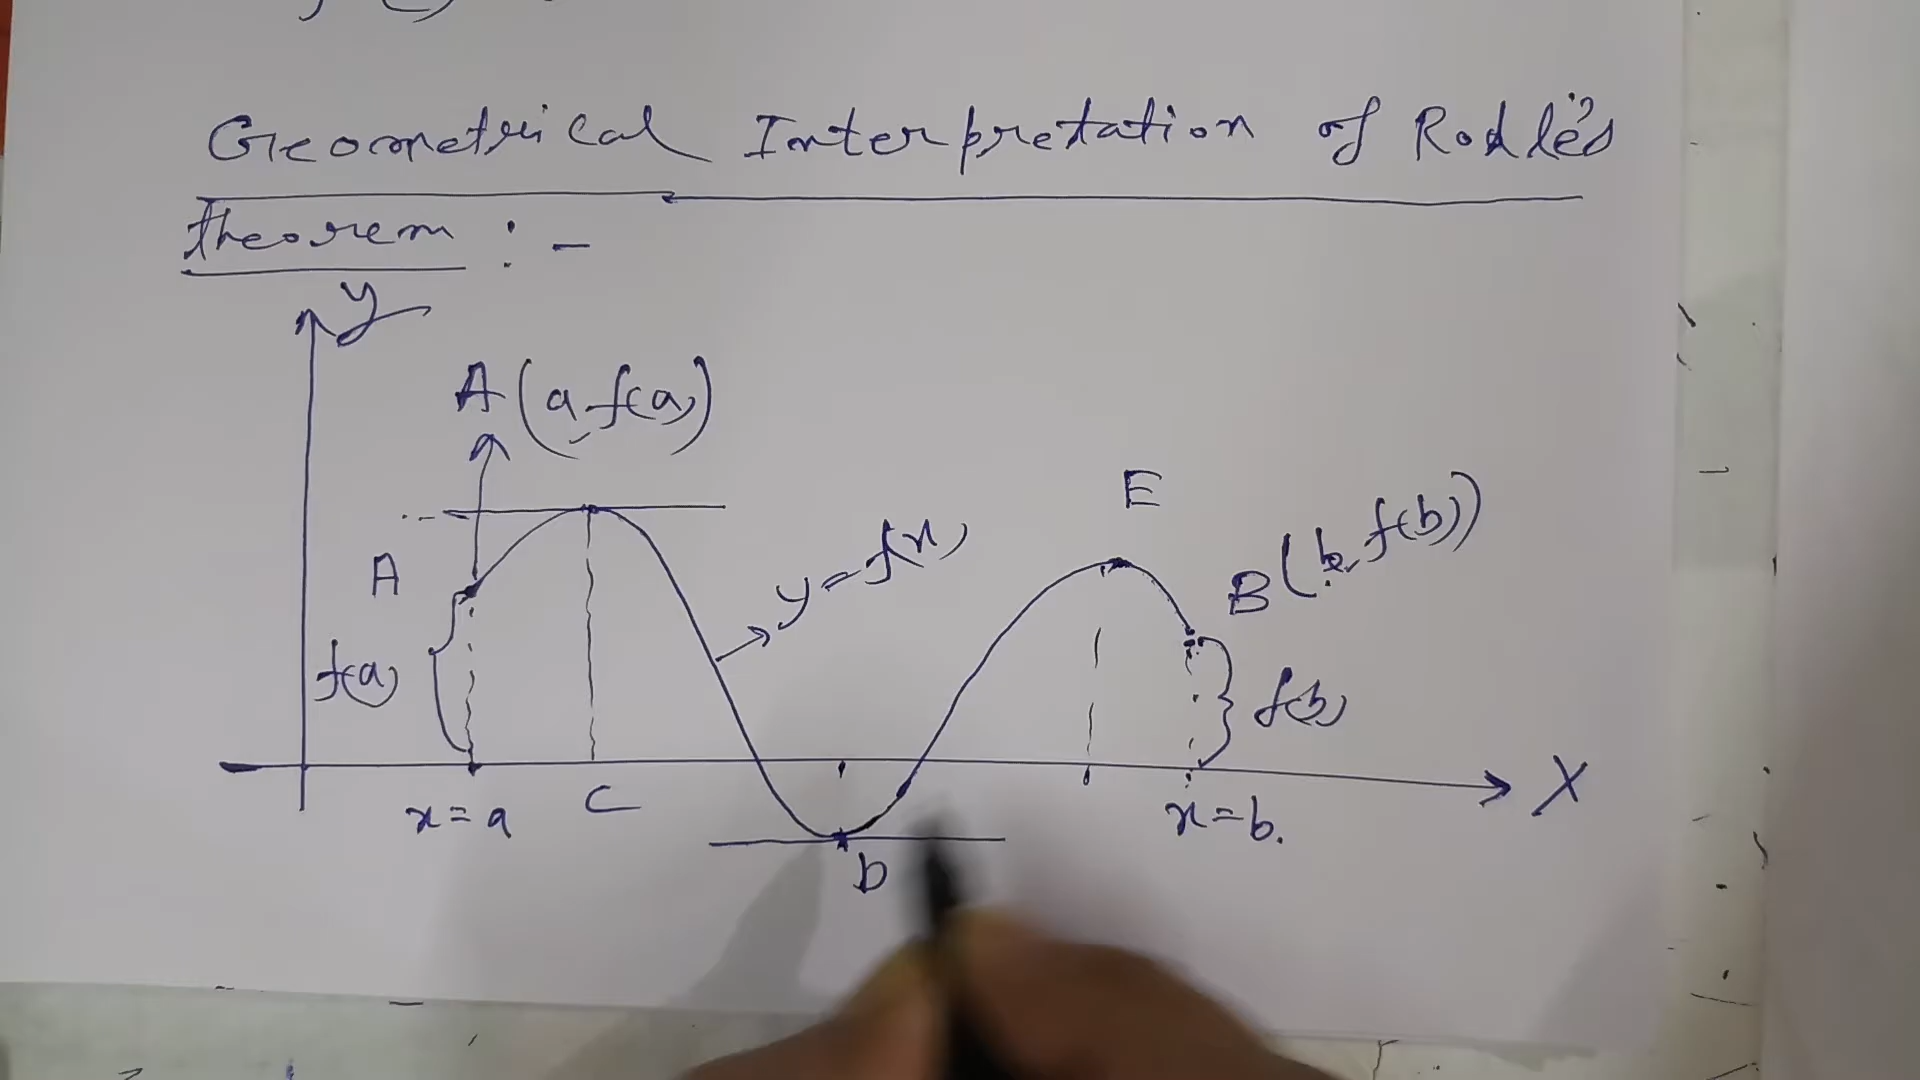 Geometrical Interpretation of Rolle's
theorem : -
y
A (a, f(a))
E
A
y = f(x)
B (b, f(b))
f(a)
f(b)
X
x = a
C
x = b.
D